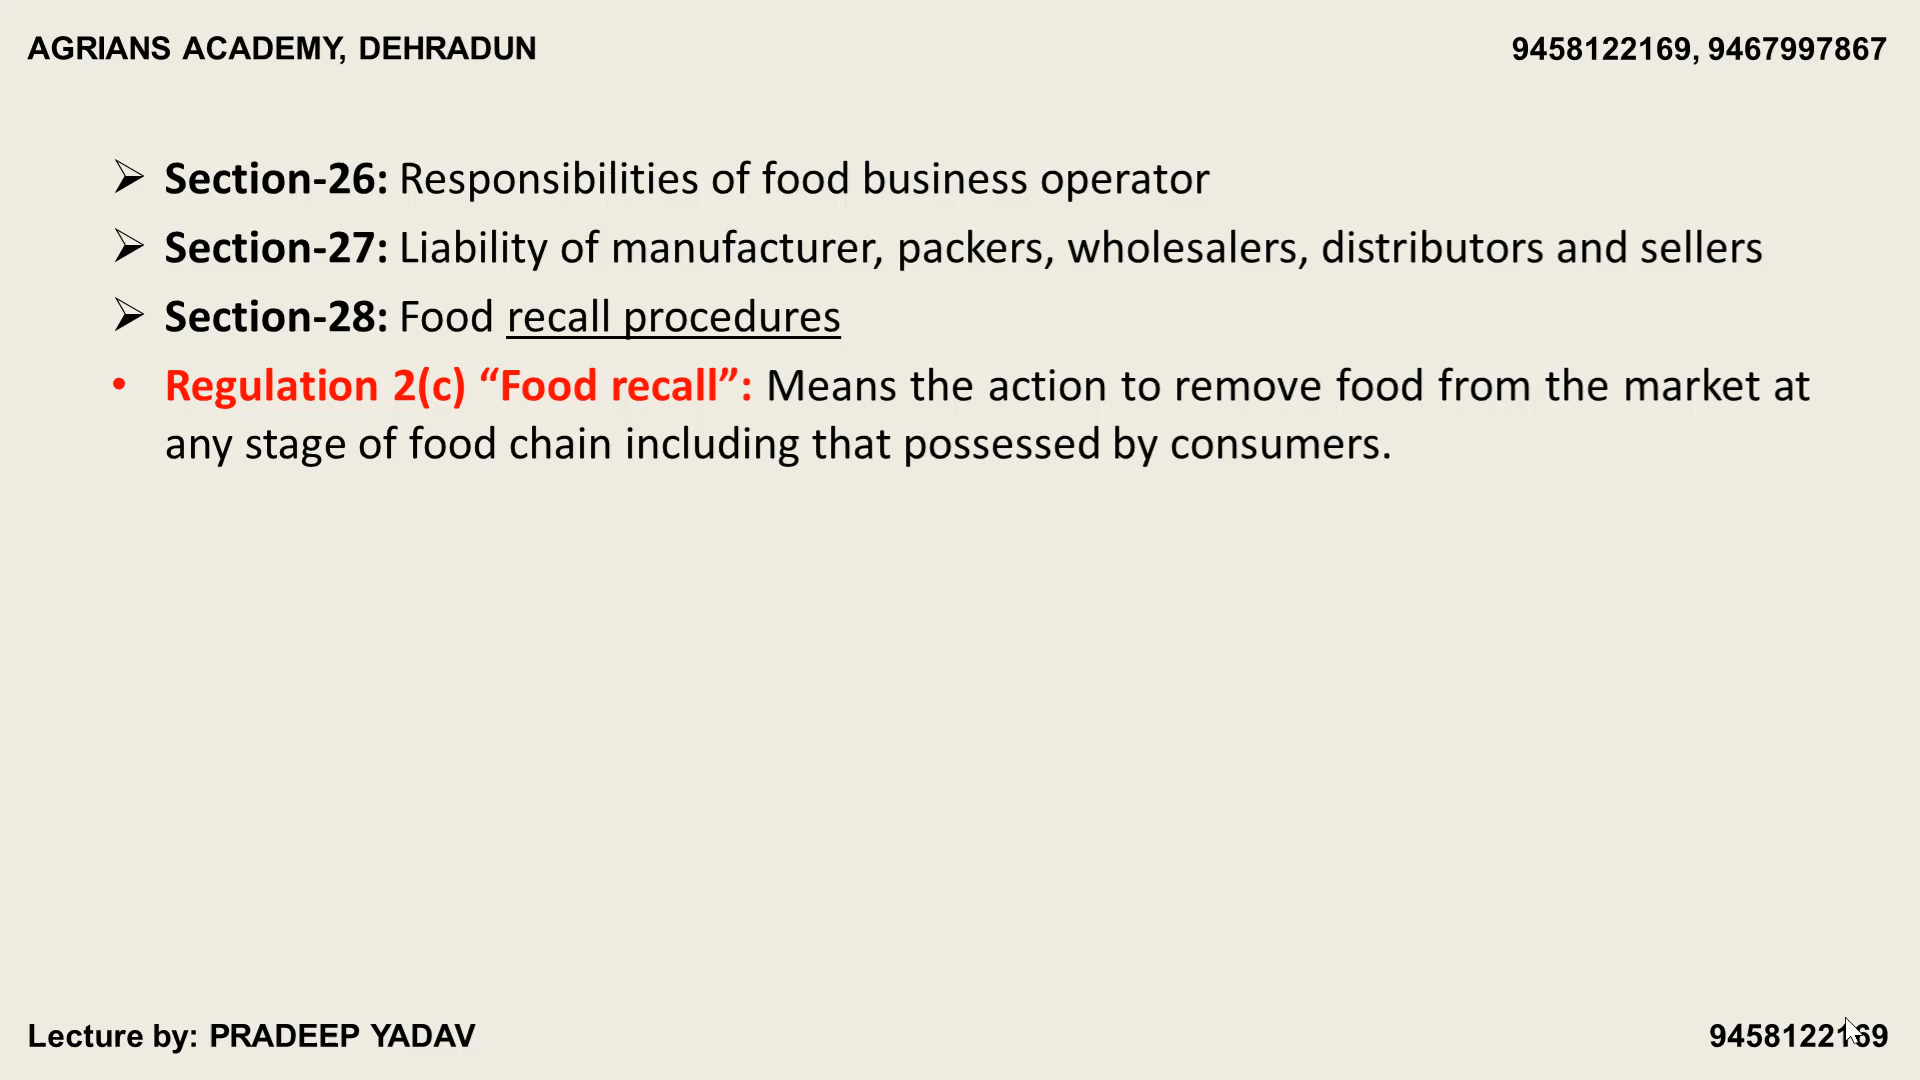 AGRIANS ACADEMY, DEHRADUN
9458122169, 9467997867
➢ Section-26: Responsibilities of food business operator
➢ Section-27: Liability of manufacturer, packers, wholesalers, distributors and sellers
➢ Section-28: Food recall procedures
• Regulation 2(c) “Food recall”: Means the action to remove food from the market at
any stage of food chain including that possessed by consumers.
Lecture by: PRADEEP YADAV
9458122169